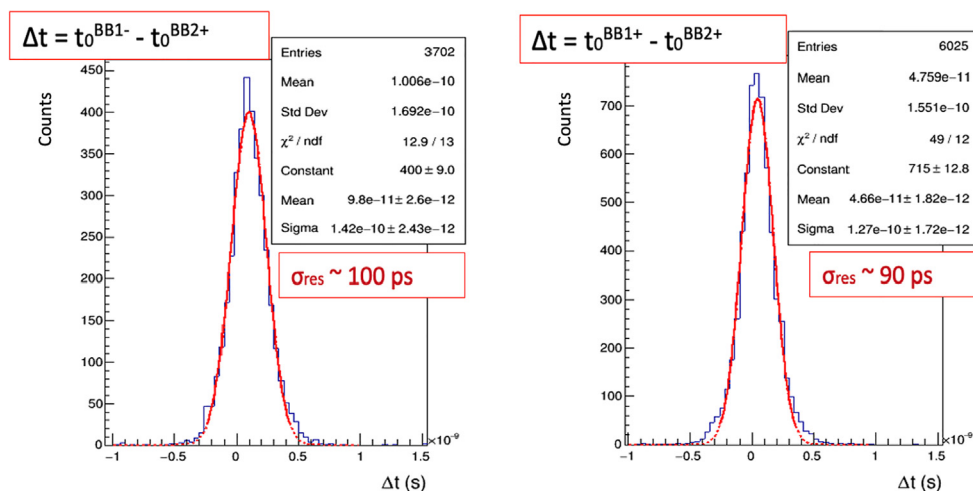 Δt = t₀ᴮᴮ¹⁻ - t₀ᴮᴮ²⁺
Entries 3702
Mean 1.006e−10
Std Dev 1.692e−10
χ² / ndf 12.9 / 13
Constant 400 ± 9.0
Mean 9.8e−11 ± 2.6e−12
Sigma 1.42e−10 ± 2.43e−12
σres ~ 100 ps
Counts
450
400
350
300
250
200
150
100
50
0
−1 −0.5 0 0.5 1 1.5
×10⁻⁹
Δt (s)
Δt = t₀ᴮᴮ¹⁺ - t₀ᴮᴮ²⁺
Entries 6025
Mean 4.759e−11
Std Dev 1.551e−10
χ² / ndf 49 / 12
Constant 715 ± 12.8
Mean 4.66e−11 ± 1.82e−12
Sigma 1.27e−10 ± 1.72e−12
σres ~ 90 ps
Counts
700
600
500
400
300
200
100
0
−1 −0.5 0 0.5 1 1.5
×10⁻⁹
Δt (s)